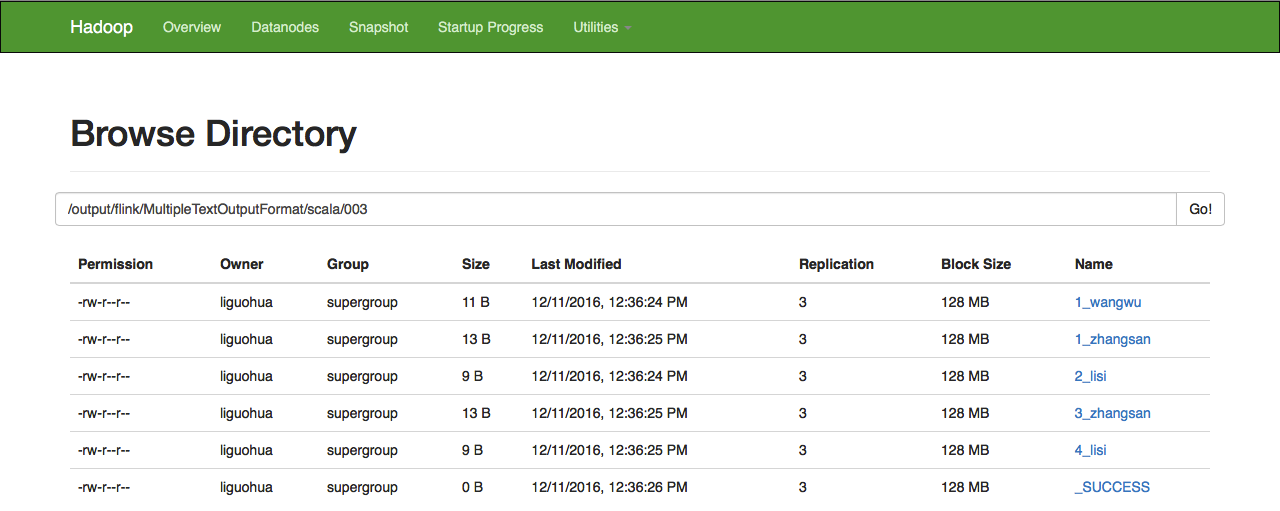 Hadoop Overview Datanodes Snapshot Startup Progress Utilities
Browse Directory
/output/flink/MultipleTextOutputFormat/scala/003 Go!
Permission Owner Group Size Last Modified Replication Block Size Name
-rw-r--r-- liguohua supergroup 11 B 12/11/2016, 12:36:24 PM 3 128 MB 1_wangwu
-rw-r--r-- liguohua supergroup 13 B 12/11/2016, 12:36:25 PM 3 128 MB 1_zhangsan
-rw-r--r-- liguohua supergroup 9 B 12/11/2016, 12:36:24 PM 3 128 MB 2_lisi
-rw-r--r-- liguohua supergroup 13 B 12/11/2016, 12:36:25 PM 3 128 MB 3_zhangsan
-rw-r--r-- liguohua supergroup 9 B 12/11/2016, 12:36:25 PM 3 128 MB 4_lisi
-rw-r--r-- liguohua supergroup 0 B 12/11/2016, 12:36:26 PM 3 128 MB _SUCCESS